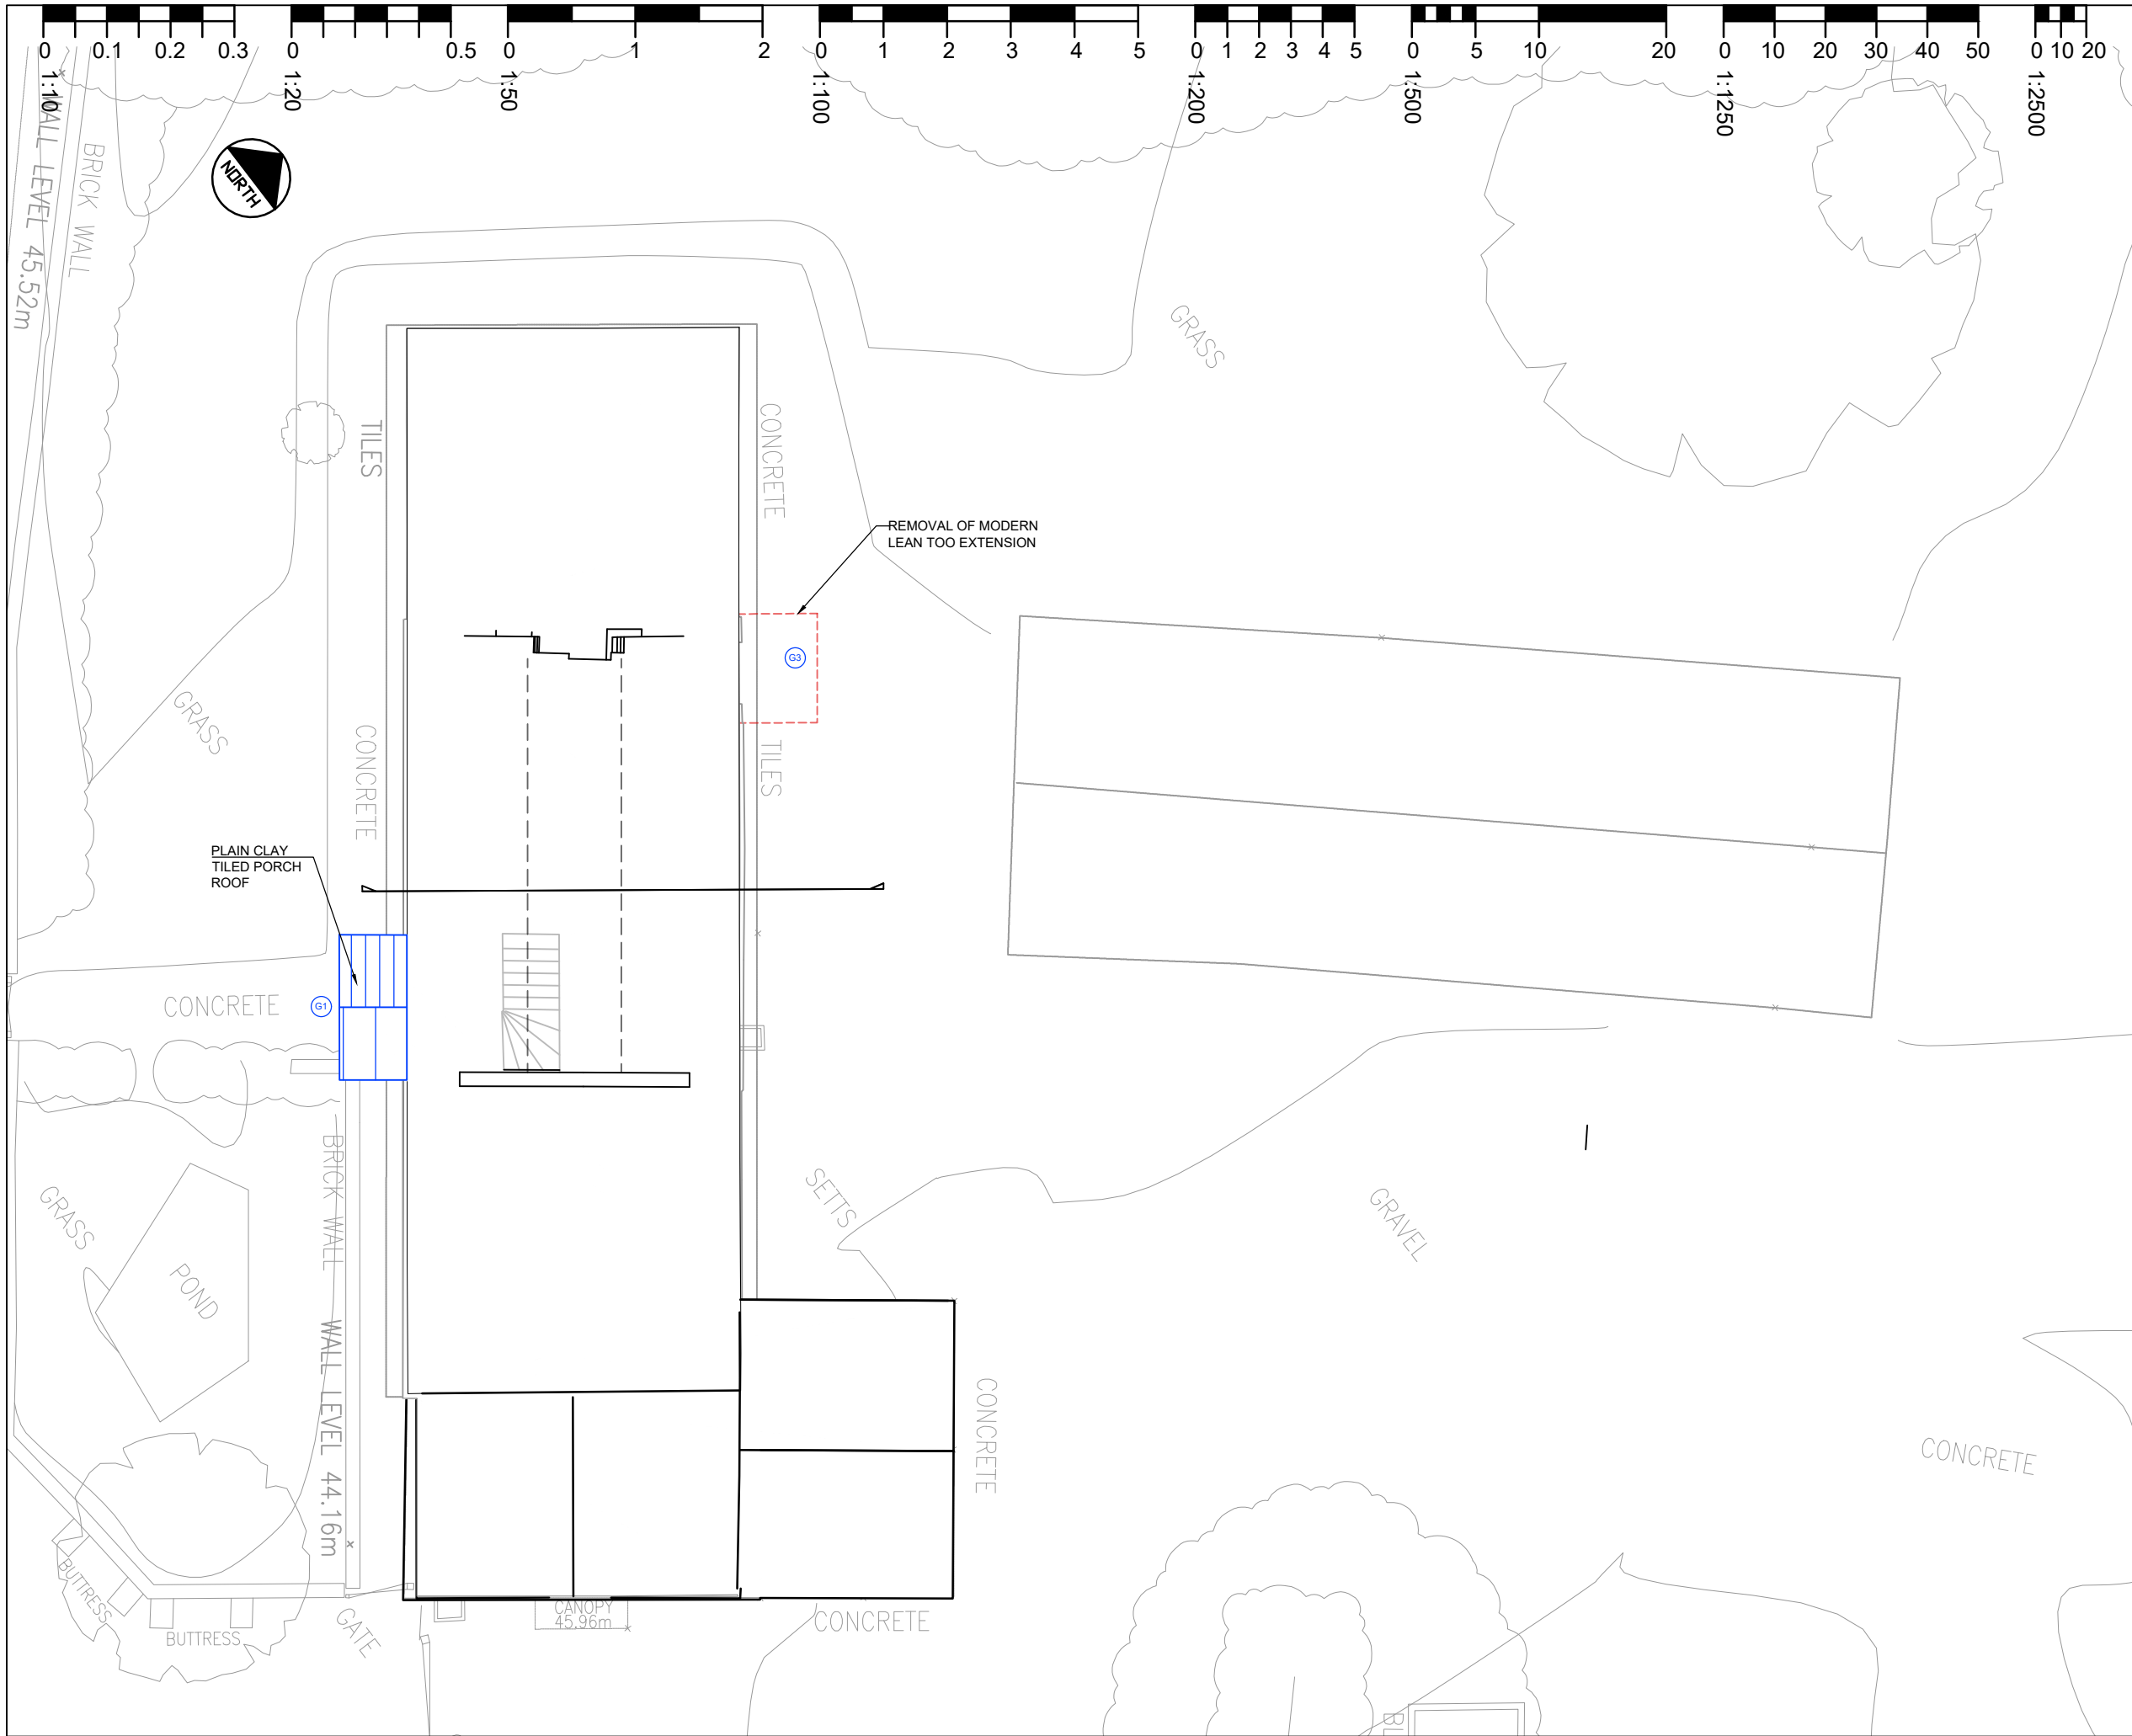 0 0.1 0.2 0.3
1:10
0 0.5
1:20
0 1 2
1:50
0 1 2 3 4 5
1:100
0 1 2 3 4 5
1:200
0 5 10 20
1:500
0 10 20 30 40 50
1:1250
0 10 20
1:2500
WALL LEVEL 45.52m
BRICK WALL
NORTH
GRASS
TILES
CONCRETE
REMOVAL OF MODERN
LEAN TOO EXTENSION
G3
GRASS
CONCRETE
TILES
PLAIN CLAY
TILED PORCH
ROOF
CONCRETE
G1
BRICK WALL
GRASS
SETTS
GRAVEL
POND
WALL LEVEL 44.16m
CONCRETE
CONCRETE
BUTTRESS
BUTTRESS
GATE
CANOPY
45.96m
CONCRETE